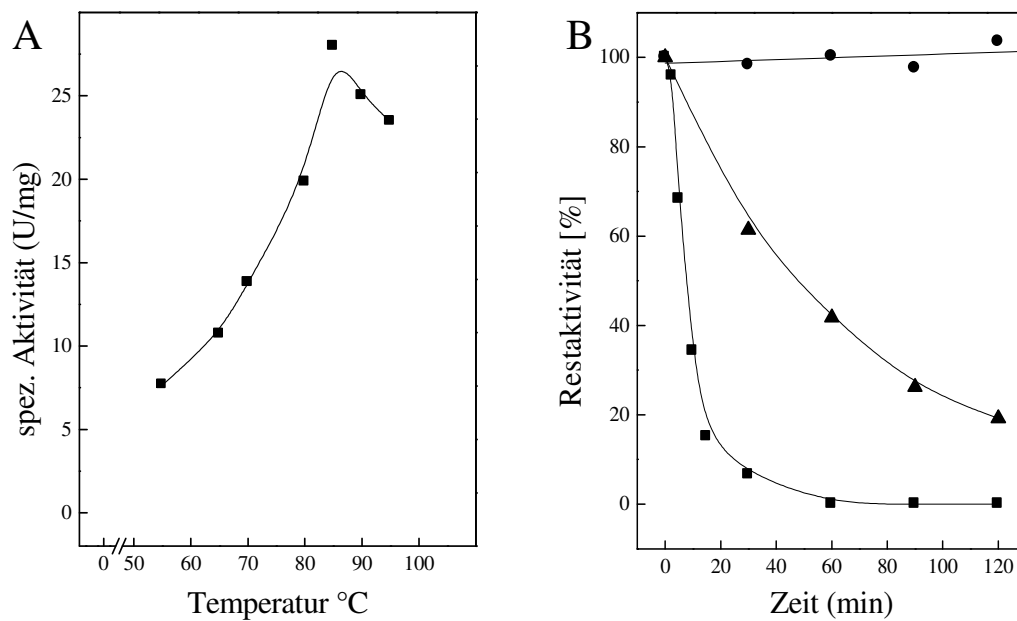 A
spez. Aktivität (U/mg)
25
20
15
10
5
0
0 50 60 70 80 90 100
Temperatur °C
B
Restaktivität [%]
100
80
60
40
20
0
0 20 40 60 80 100 120
Zeit (min)